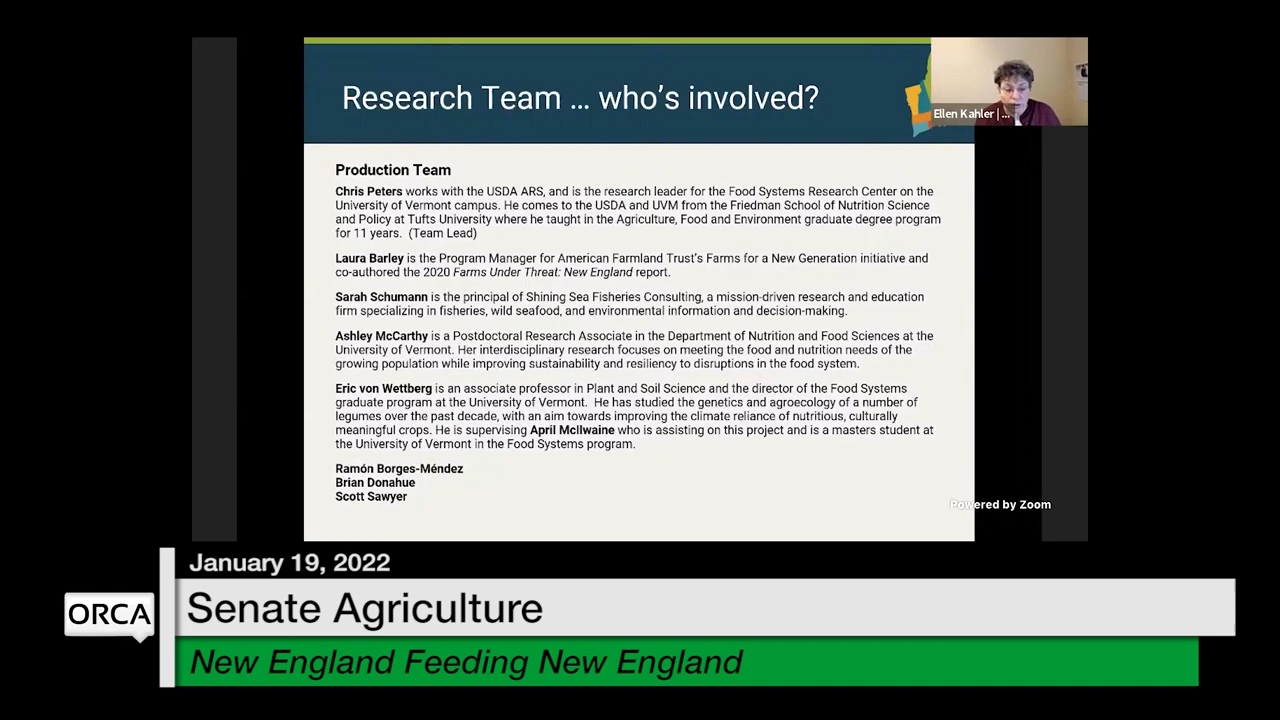 Research Team ... who's involved?
Ellen Kahler | ...
Production Team
Chris Peters works with the USDA ARS, and is the research leader for the Food Systems Research Center on the
University of Vermont campus. He comes to the USDA and UVM from the Friedman School of Nutrition Science
and Policy at Tufts University where he taught in the Agriculture, Food and Environment graduate degree program
for 11 years. (Team Lead)
Laura Barley is the Program Manager for American Farmland Trust's Farms for a New Generation initiative and
co-authored the 2020 Farms Under Threat: New England report.
Sarah Schumann is the principal of Shining Sea Fisheries Consulting, a mission-driven research and education
firm specializing in fisheries, wild seafood, and environmental information and decision-making.
Ashley McCarthy is a Postdoctoral Research Associate in the Department of Nutrition and Food Sciences at the
University of Vermont. Her interdisciplinary research focuses on meeting the food and nutrition needs of the
growing population while improving sustainability and resiliency to disruptions in the food system.
Eric von Wettberg is an associate professor in Plant and Soil Science and the director of the Food Systems
graduate program at the University of Vermont. He has studied the genetics and agroecology of a number of
legumes over the past decade, with an aim towards improving the climate reliance of nutritious, culturally
meaningful crops. He is supervising April McIlwaine who is assisting on this project and is a masters student at
the University of Vermont in the Food Systems program.
Ramón Borges-Méndez
Brian Donahue
Scott Sawyer
Powered by Zoom
January 19, 2022
ORCA
Senate Agriculture
New England Feeding New England